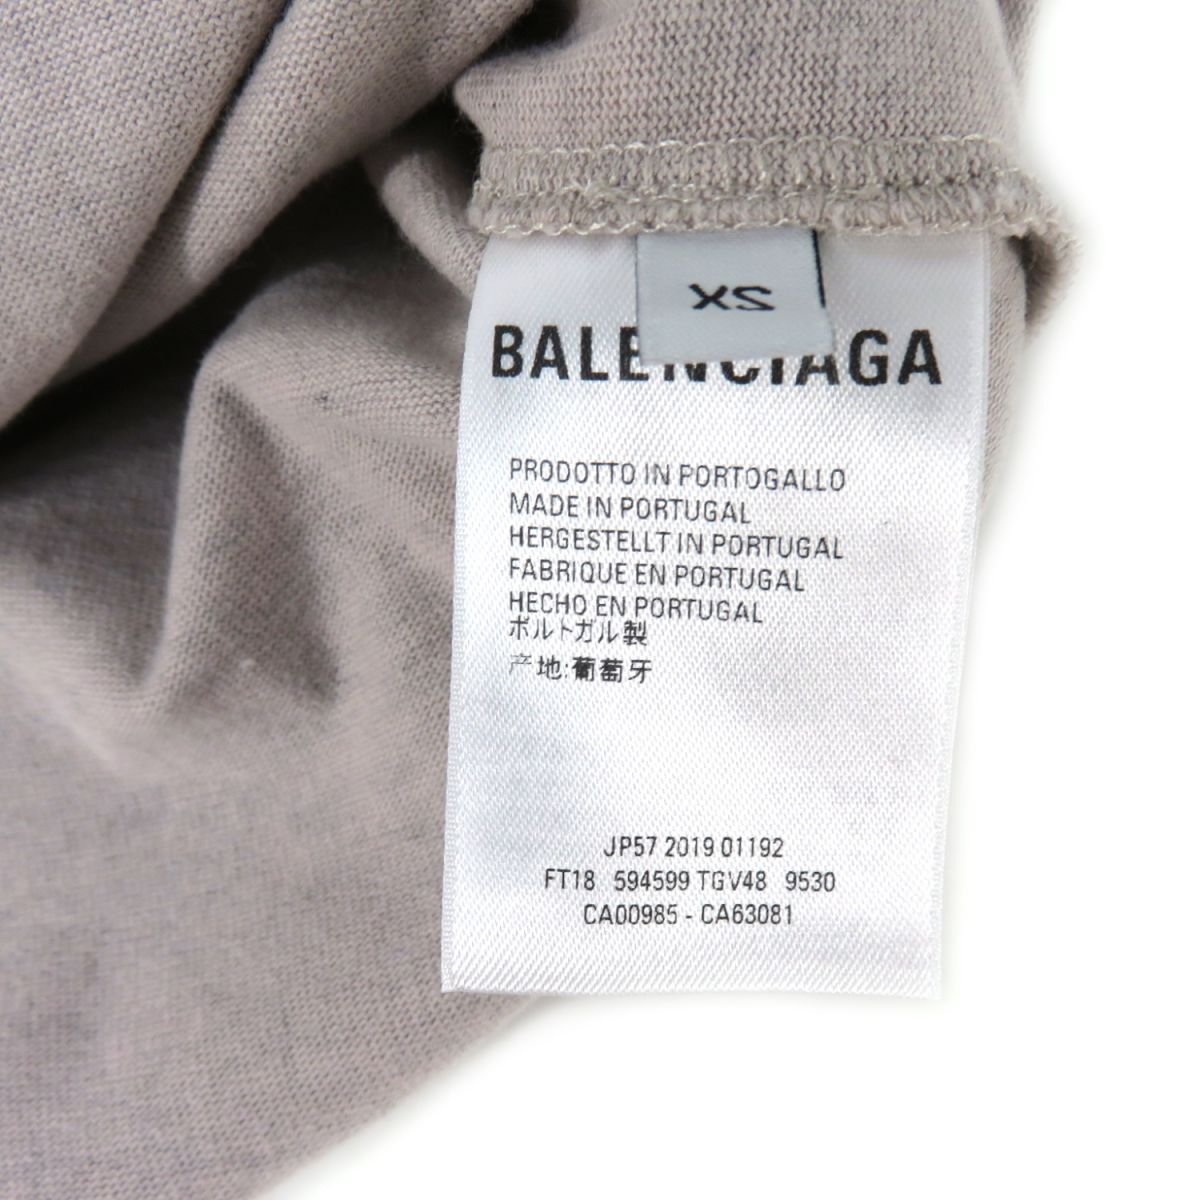 XS
BALENCIAGA
PRODOTTO IN PORTOGALLO
MADE IN PORTUGAL
HERGESTELLT IN PORTUGAL
FABRIQUE EN PORTUGAL
HECHO EN PORTUGAL
ポルトガル製
产地:葡萄牙
JP57 2019 01192
FT18 594599 TGV48 9530
CA00985 - CA63081